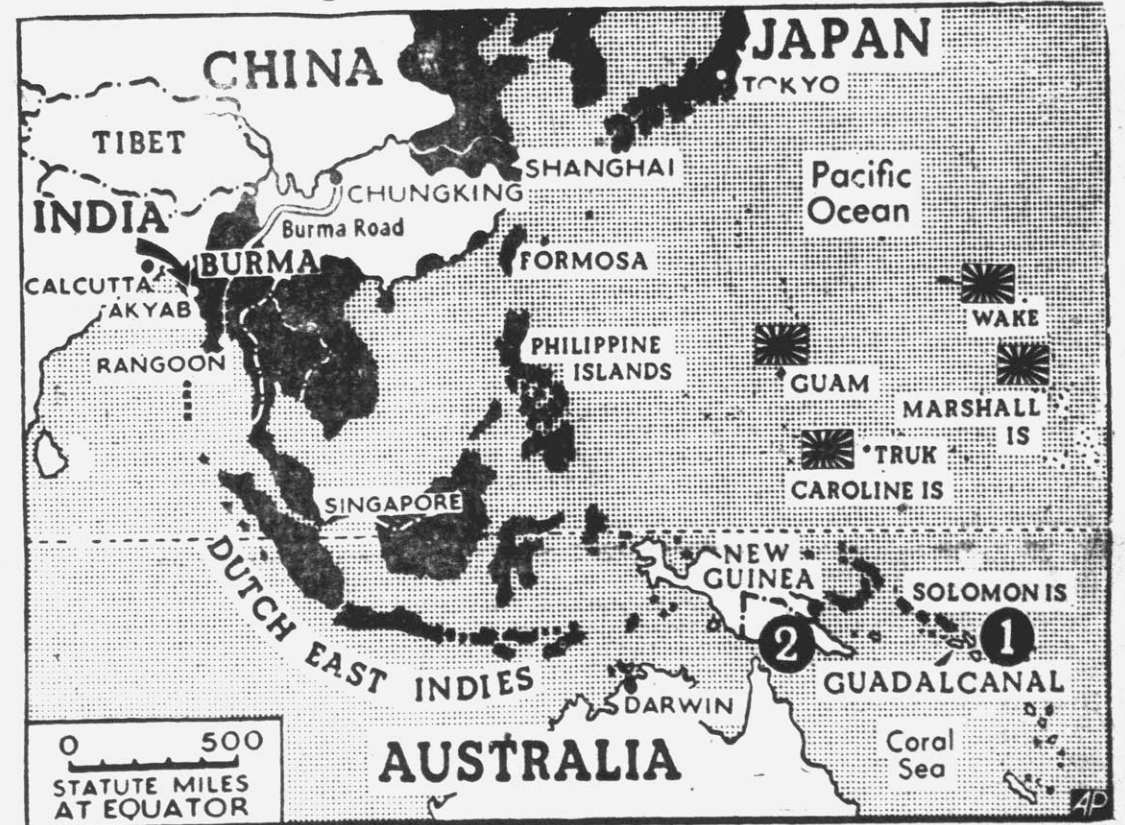 CHINA
JAPAN
TOKYO
TIBET
SHANGHAI
CHUNGKING
Pacific
Ocean
INDIA
Burma Road
BURMA
FORMOSA
CALCUTTA
AKYAB
WAKE
RANGOON
PHILIPPINE
ISLANDS
GUAM
MARSHALL
IS
TRUK
CAROLINE IS
SINGAPORE
NEW
GUINEA
DUTCH EAST INDIES
SOLOMON IS
1
2
GUADALCANAL
DARWIN
AUSTRALIA
Coral
Sea
0 500
STATUTE MILES
AT EQUATOR
AP